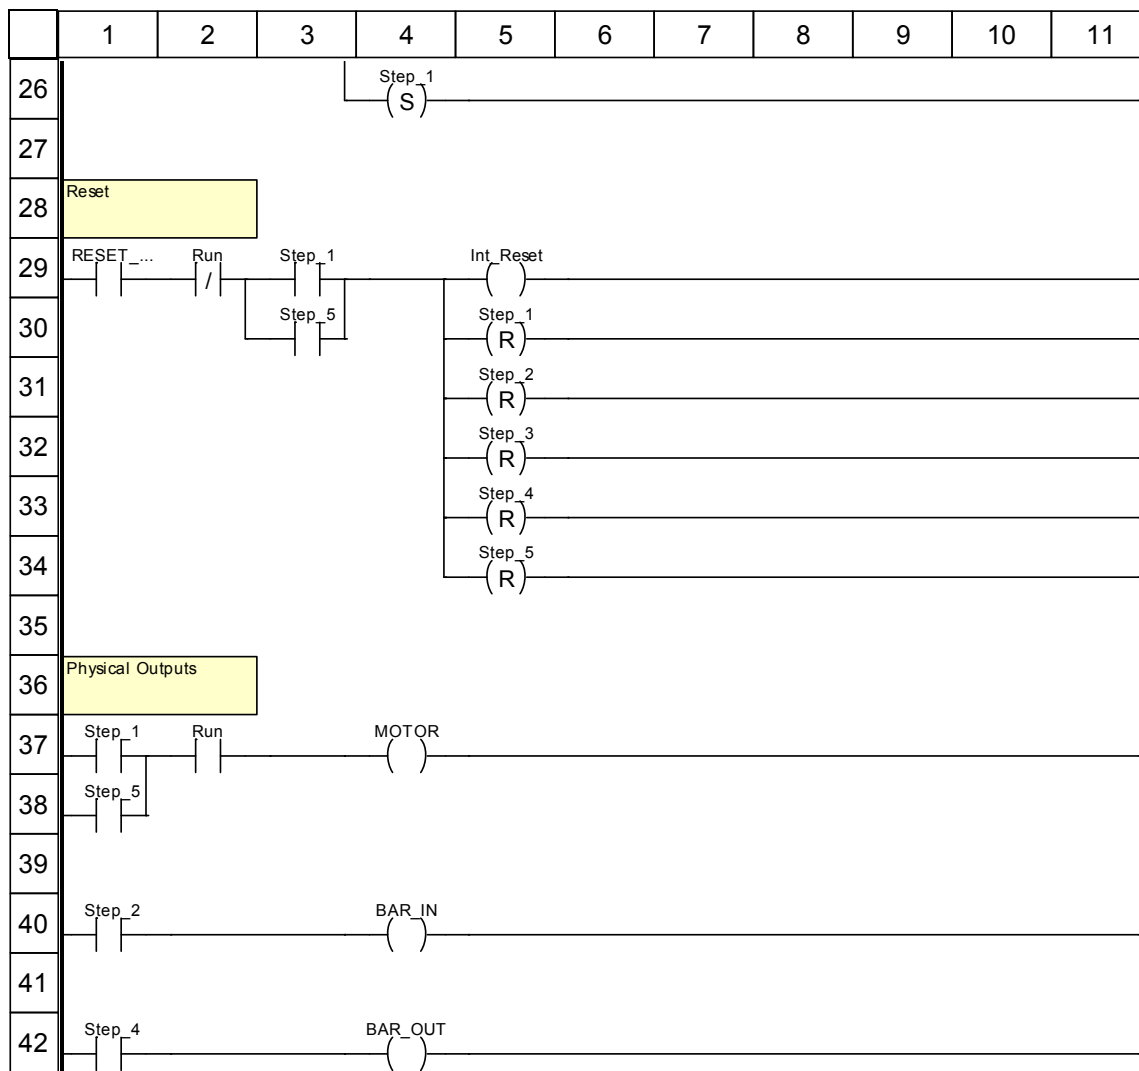 1 2 3 4 5 6 7 8 9 10 11
26 Step_1
S
27
28 Reset
29 RESET_... Run Step_1 Int_Reset
/
30 Step_5 Step_1
R
31 Step_2
R
32 Step_3
R
33 Step_4
R
34 Step_5
R
35
36 Physical Outputs
37 Step_1 Run MOTOR
38 Step_5
39
40 Step_2 BAR_IN
41
42 Step_4 BAR_OUT